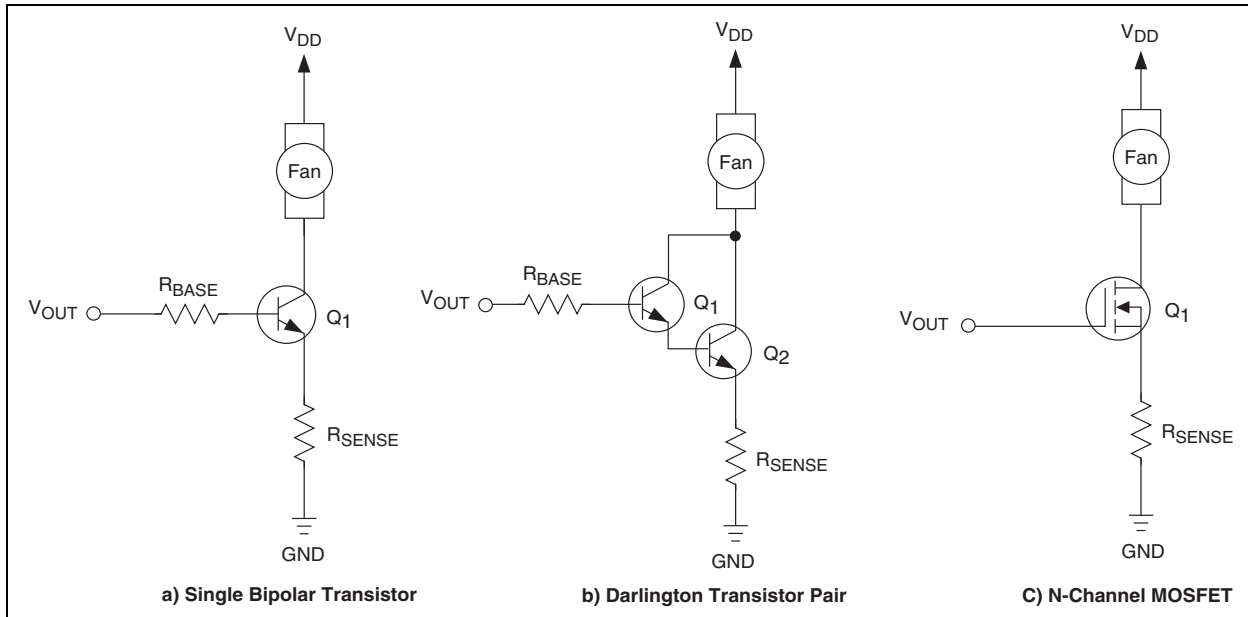 VDD
Fan
RBASE
VOUT
Q1
RSENSE
GND
a) Single Bipolar Transistor
VDD
Fan
RBASE
VOUT
Q1
Q2
RSENSE
GND
b) Darlington Transistor Pair
VDD
Fan
VOUT
Q1
RSENSE
GND
C) N-Channel MOSFET